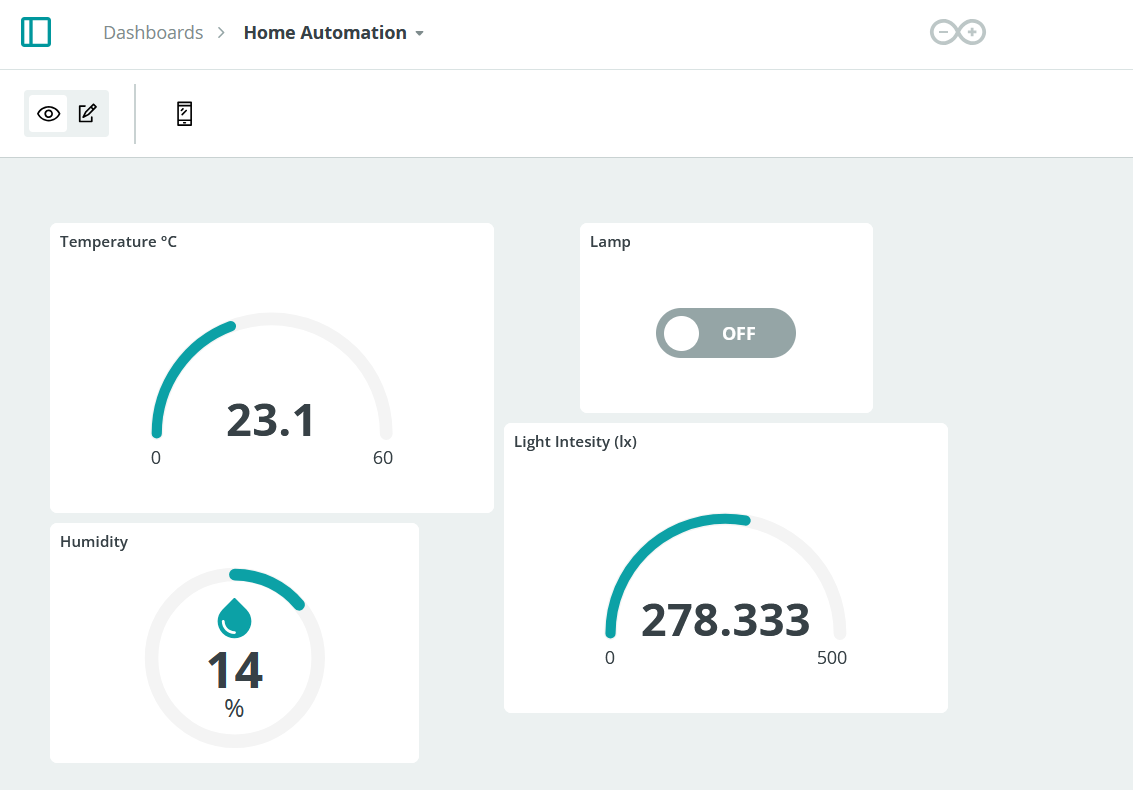 Dashboards > Home Automation
Temperature ºC
23.1
0 60
Lamp
OFF
Light Intesity (lx)
278.333
0 500
Humidity
14
%